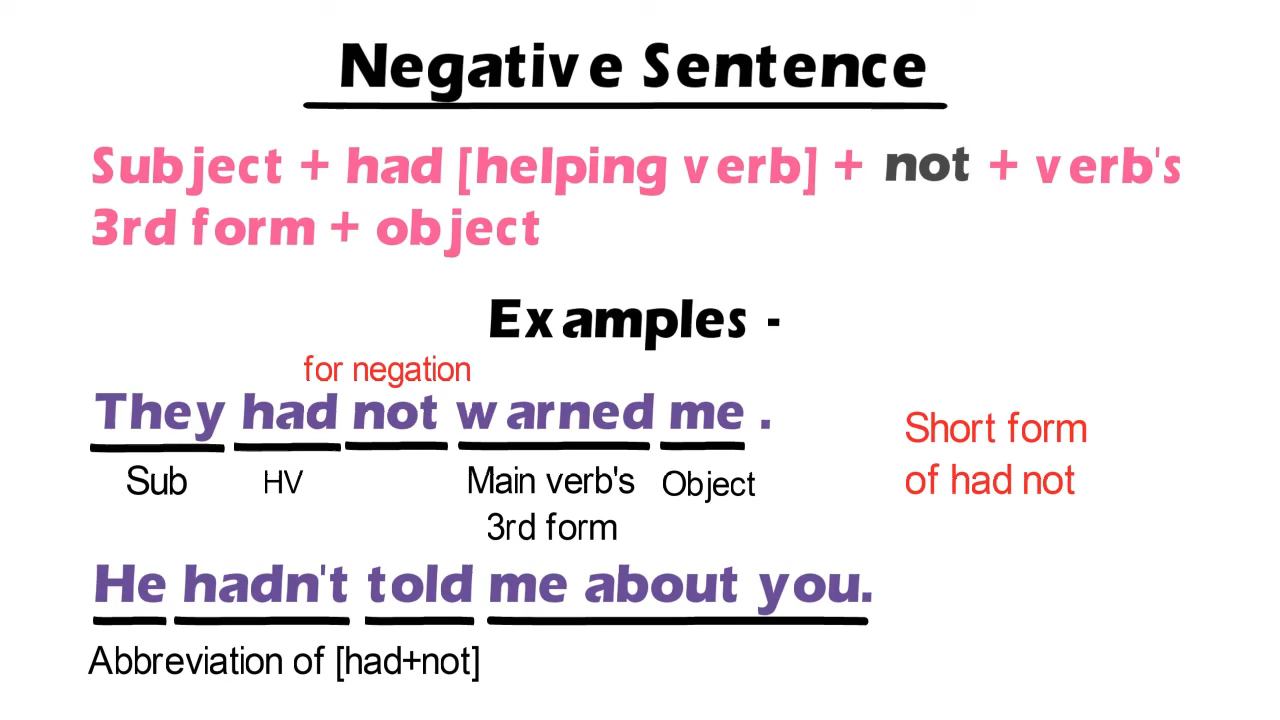 Negative Sentence
Subject + had [helping verb] + not + verb's
3rd form + object
Examples -
for negation
They had not warned me .
Sub HV Main verb's Object
3rd form
Short form
of had not
He hadn't told me about you.
Abbreviation of [had+not]